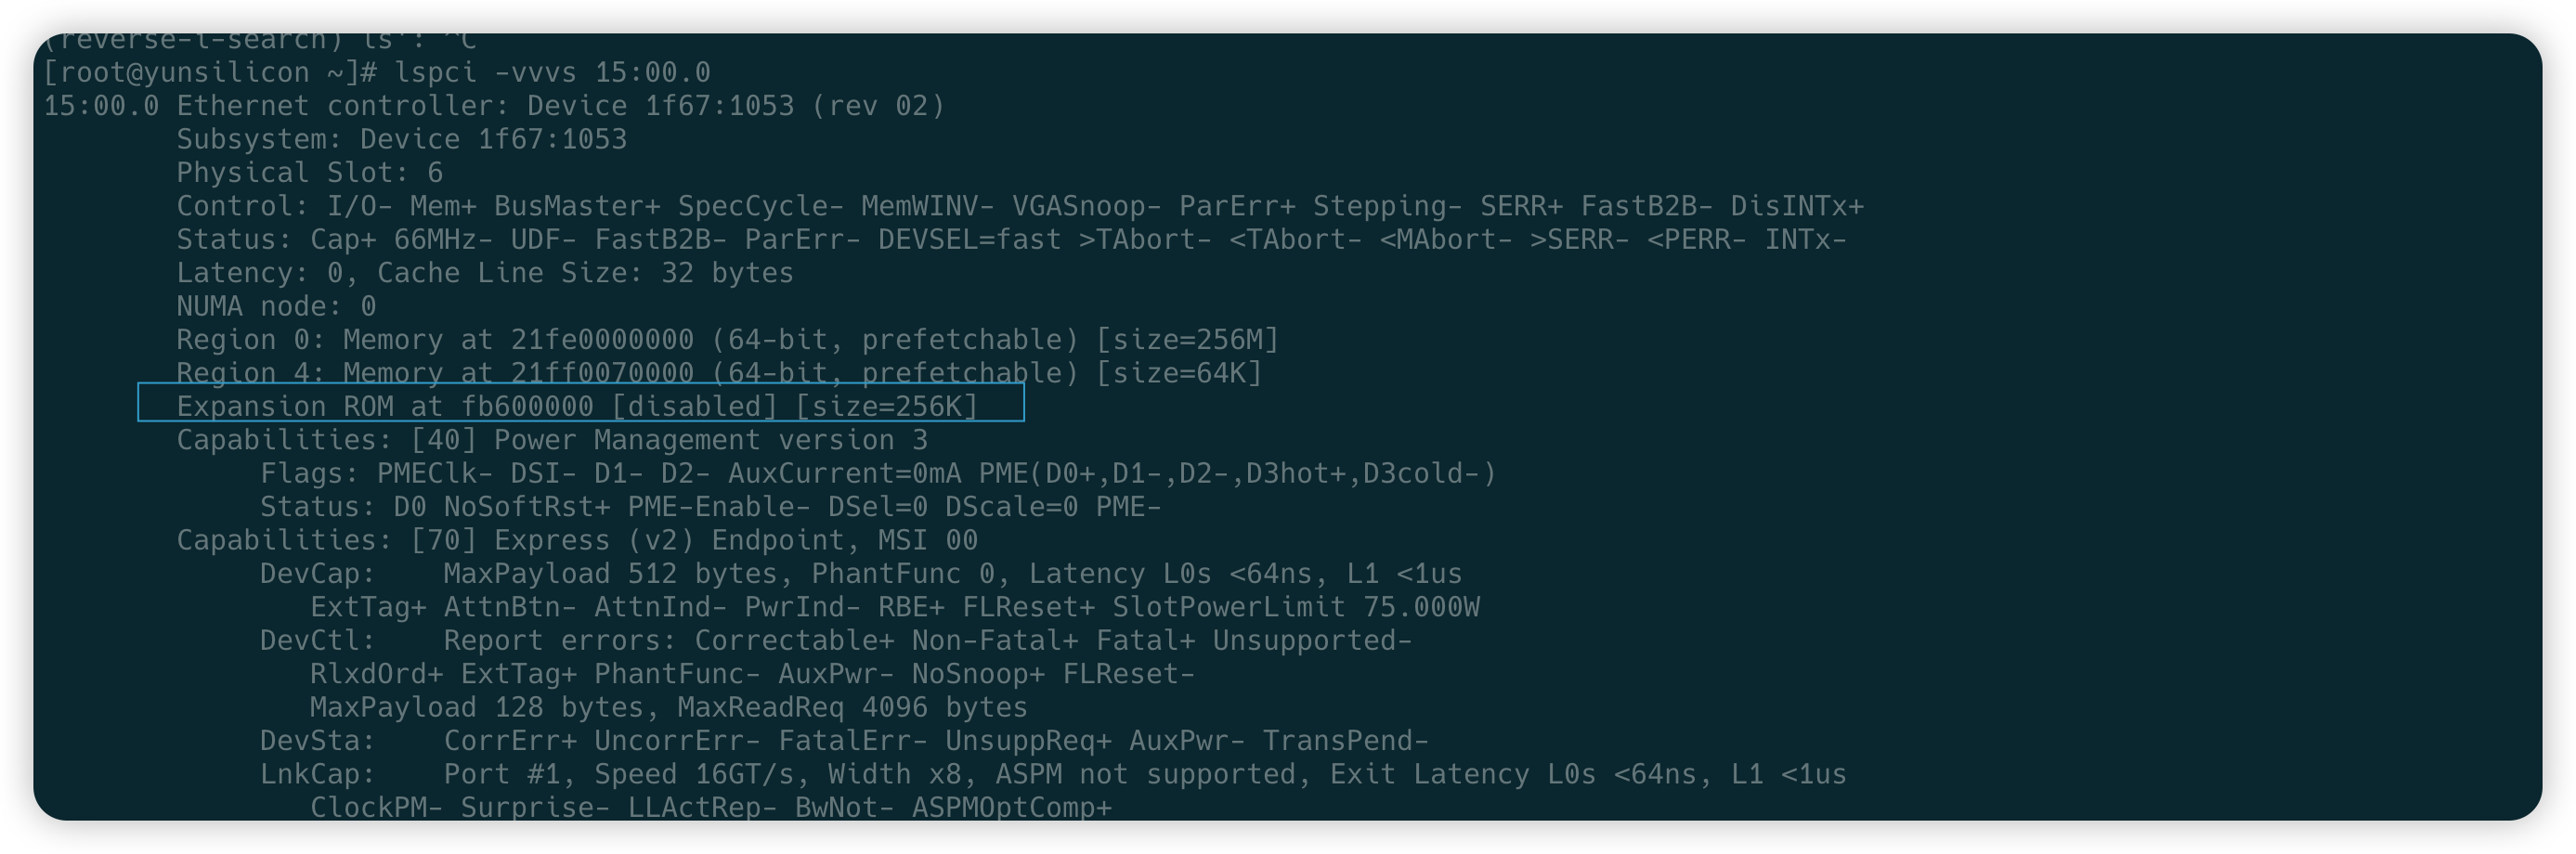 (reverse-i-search)`ls': ^C
[root@yunsilicon ~]# lspci -vvvs 15:00.0
15:00.0 Ethernet controller: Device 1f67:1053 (rev 02)
Subsystem: Device 1f67:1053
Physical Slot: 6
Control: I/O- Mem+ BusMaster+ SpecCycle- MemWINV- VGASnoop- ParErr+ Stepping- SERR+ FastB2B- DisINTx+
Status: Cap+ 66MHz- UDF- FastB2B- ParErr- DEVSEL=fast >TAbort- <TAbort- <MAbort- >SERR- <PERR- INTx-
Latency: 0, Cache Line Size: 32 bytes
NUMA node: 0
Region 0: Memory at 21fe0000000 (64-bit, prefetchable) [size=256M]
Region 4: Memory at 21ff0070000 (64-bit, prefetchable) [size=64K]
Expansion ROM at fb600000 [disabled] [size=256K]
Capabilities: [40] Power Management version 3
Flags: PMEClk- DSI- D1- D2- AuxCurrent=0mA PME(D0+,D1-,D2-,D3hot+,D3cold-)
Status: D0 NoSoftRst+ PME-Enable- DSel=0 DScale=0 PME-
Capabilities: [70] Express (v2) Endpoint, MSI 00
DevCap: MaxPayload 512 bytes, PhantFunc 0, Latency L0s <64ns, L1 <1us
ExtTag+ AttnBtn- AttnInd- PwrInd- RBE+ FLReset+ SlotPowerLimit 75.000W
DevCtl: Report errors: Correctable+ Non-Fatal+ Fatal+ Unsupported-
RlxdOrd+ ExtTag+ PhantFunc- AuxPwr- NoSnoop+ FLReset-
MaxPayload 128 bytes, MaxReadReq 4096 bytes
DevSta: CorrErr+ UncorrErr- FatalErr- UnsuppReq+ AuxPwr- TransPend-
LnkCap: Port #1, Speed 16GT/s, Width x8, ASPM not supported, Exit Latency L0s <64ns, L1 <1us
ClockPM- Surprise- LLActRep- BwNot- ASPMOptComp+